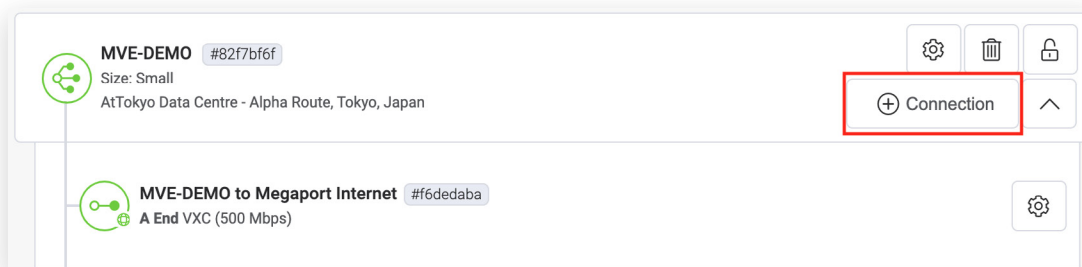 MVE-DEMO #82f7bf6f
Size: Small
AtTokyo Data Centre - Alpha Route, Tokyo, Japan
Connection
MVE-DEMO to Megaport Internet #f6dedaba
A End VXC (500 Mbps)